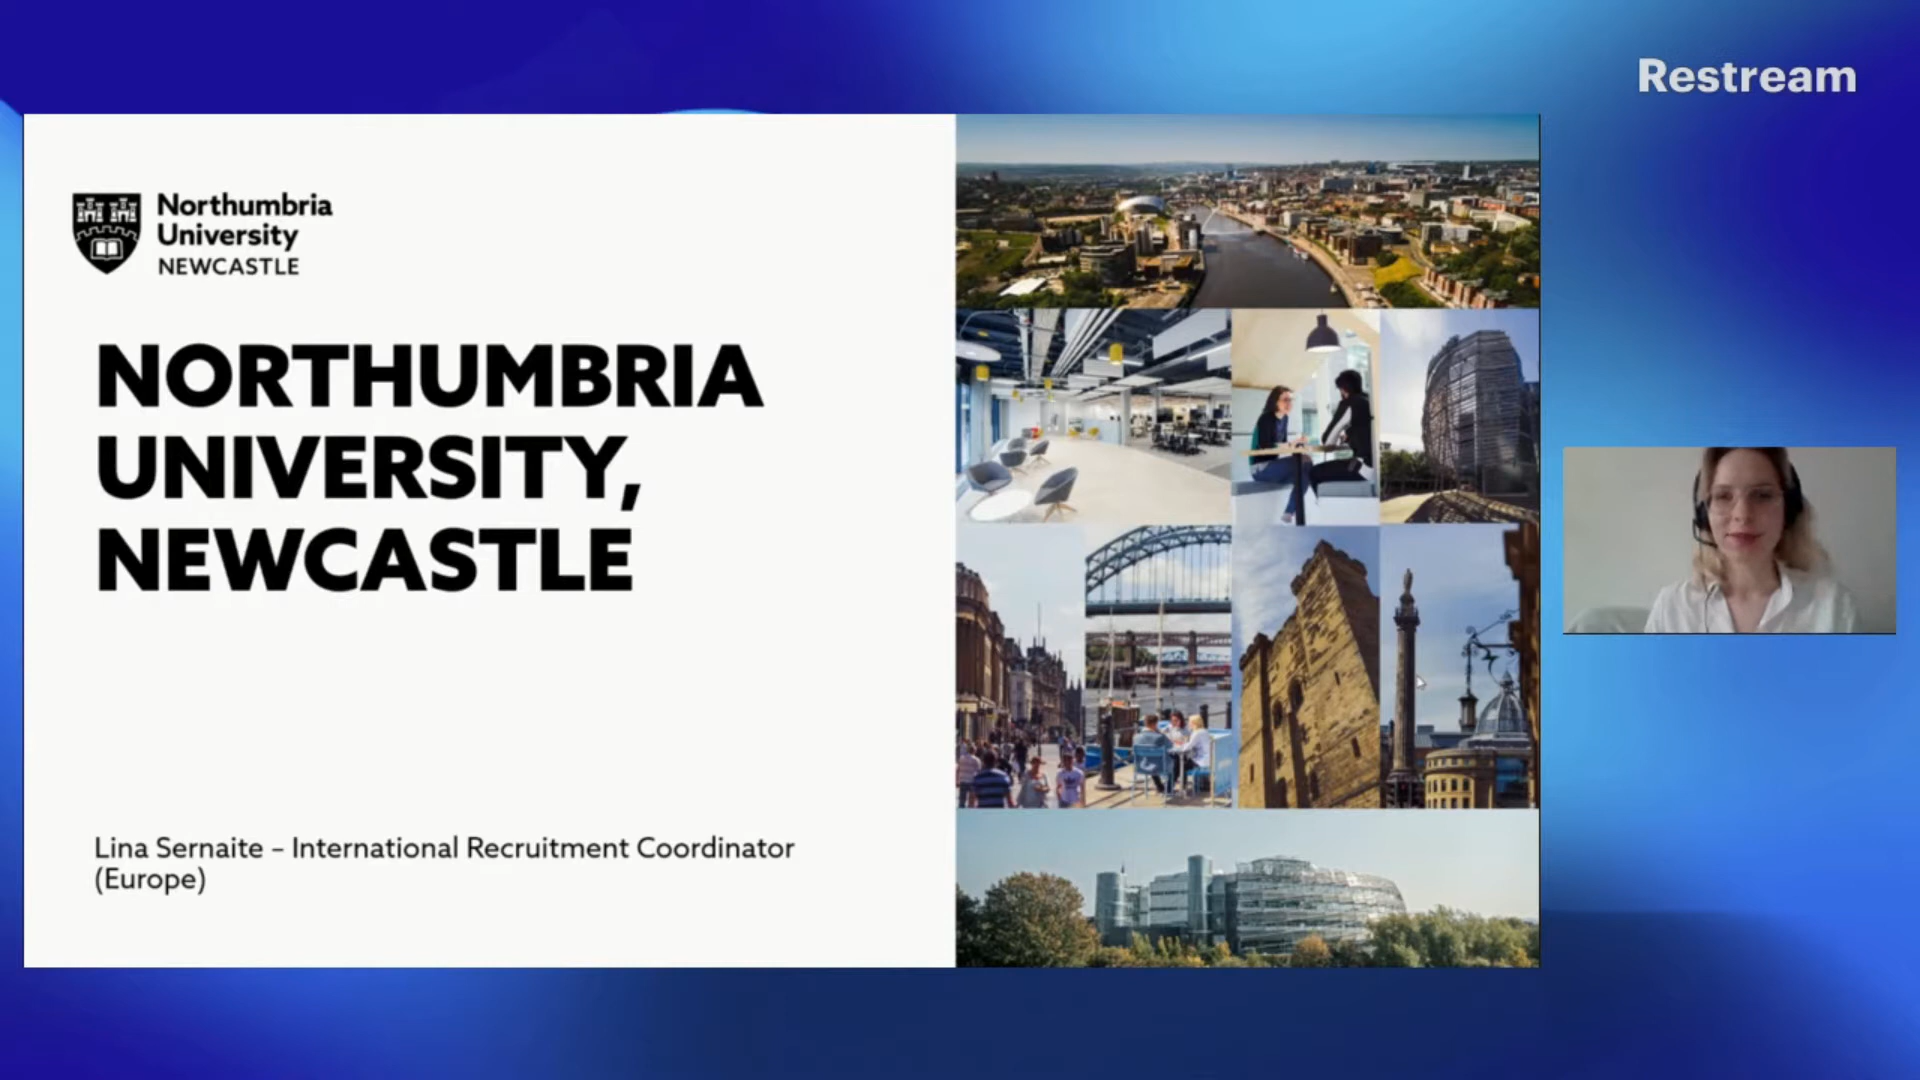 Restream
Northumbria
University
NEWCASTLE
NORTHUMBRIA
UNIVERSITY,
NEWCASTLE
Lina Sernaite – International Recruitment Coordinator
(Europe)